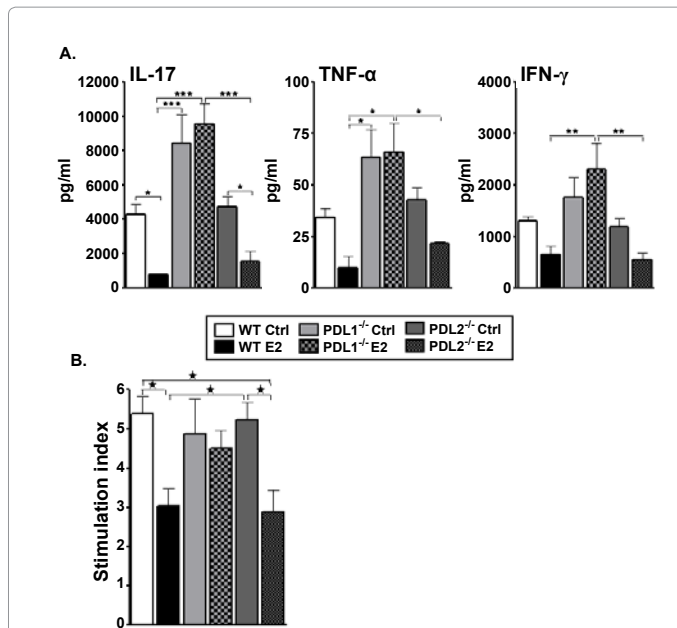 A.
IL-17
12000
10000
8000
6000
4000
2000
0
pg/ml
***
***
***
*
*
TNF-α
100
75
50
25
0
pg/ml
*
*
*
IFN-γ
4000
3000
2000
1000
0
pg/ml
**
**
WT Ctrl
PDL1-/- Ctrl
PDL2-/- Ctrl
WT E2
PDL1-/- E2
PDL2-/- E2
B.
6
5
4
3
2
1
0
Stimulation index
★
★
★
★